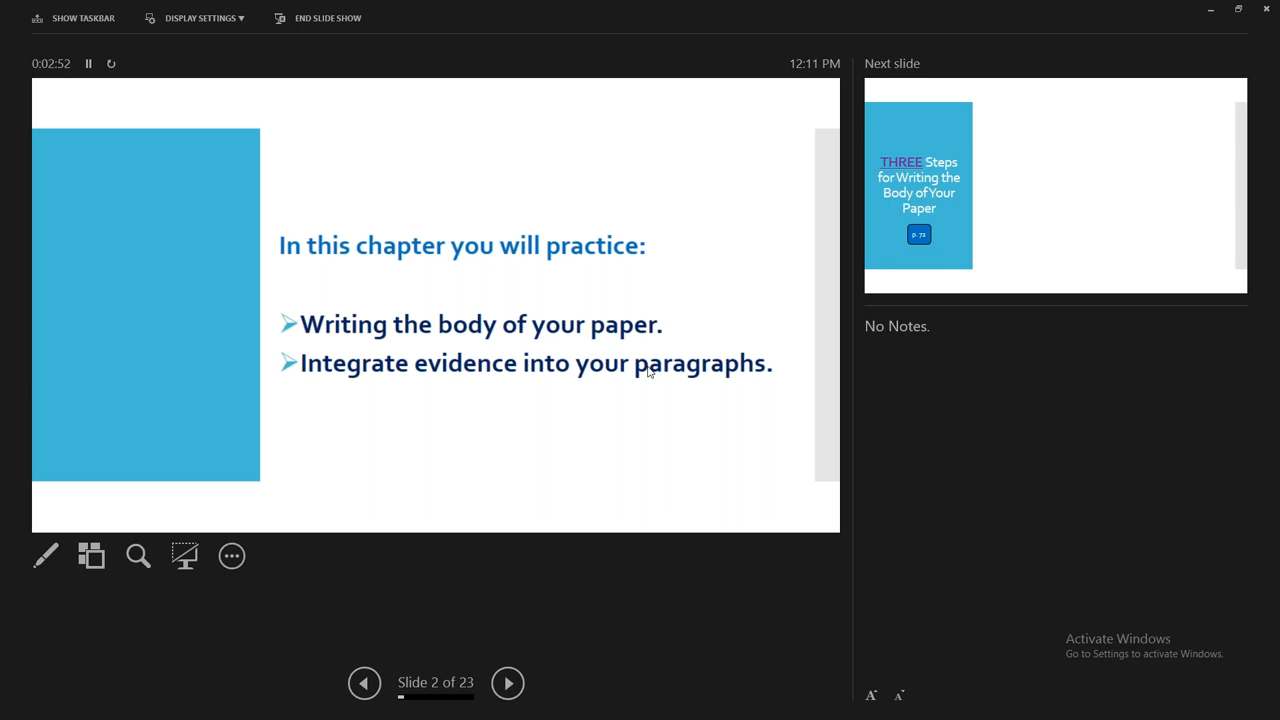 SHOW TASKBAR
DISPLAY SETTINGS ▼
END SLIDE SHOW
0:02:52
12:11 PM
In this chapter you will practice:
➢Writing the body of your paper.
➢Integrate evidence into your paragraphs.
Slide 2 of 23
Next slide
THREE Steps
for Writing the
Body of Your
Paper
p. 72
No Notes.
Activate Windows
Go to Settings to activate Windows.
A A